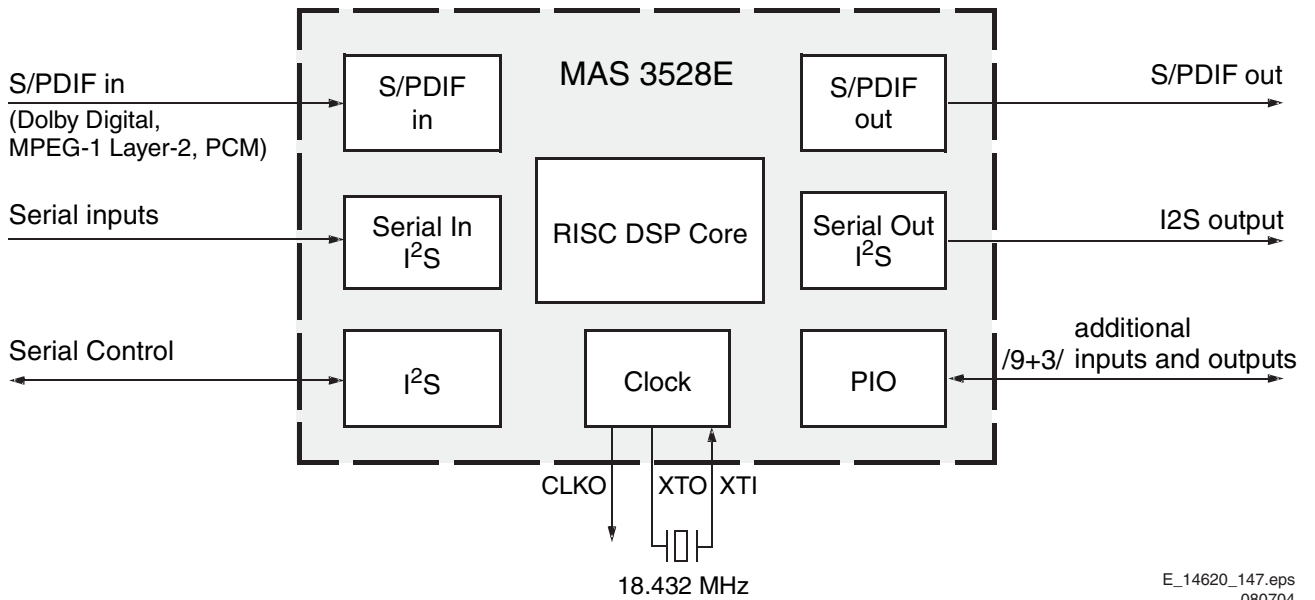 MAS 3528E
S/PDIF in
(Dolby Digital,
MPEG-1 Layer-2, PCM)
S/PDIF
in
S/PDIF
out
S/PDIF out
Serial inputs
Serial In
I²S
RISC DSP Core
Serial Out
I²S
I2S output
Serial Control
I²S
Clock
PIO
additional
/9+3/ inputs and outputs
CLKO
XTO
XTI
18.432 MHz
E_14620_147.eps
080704